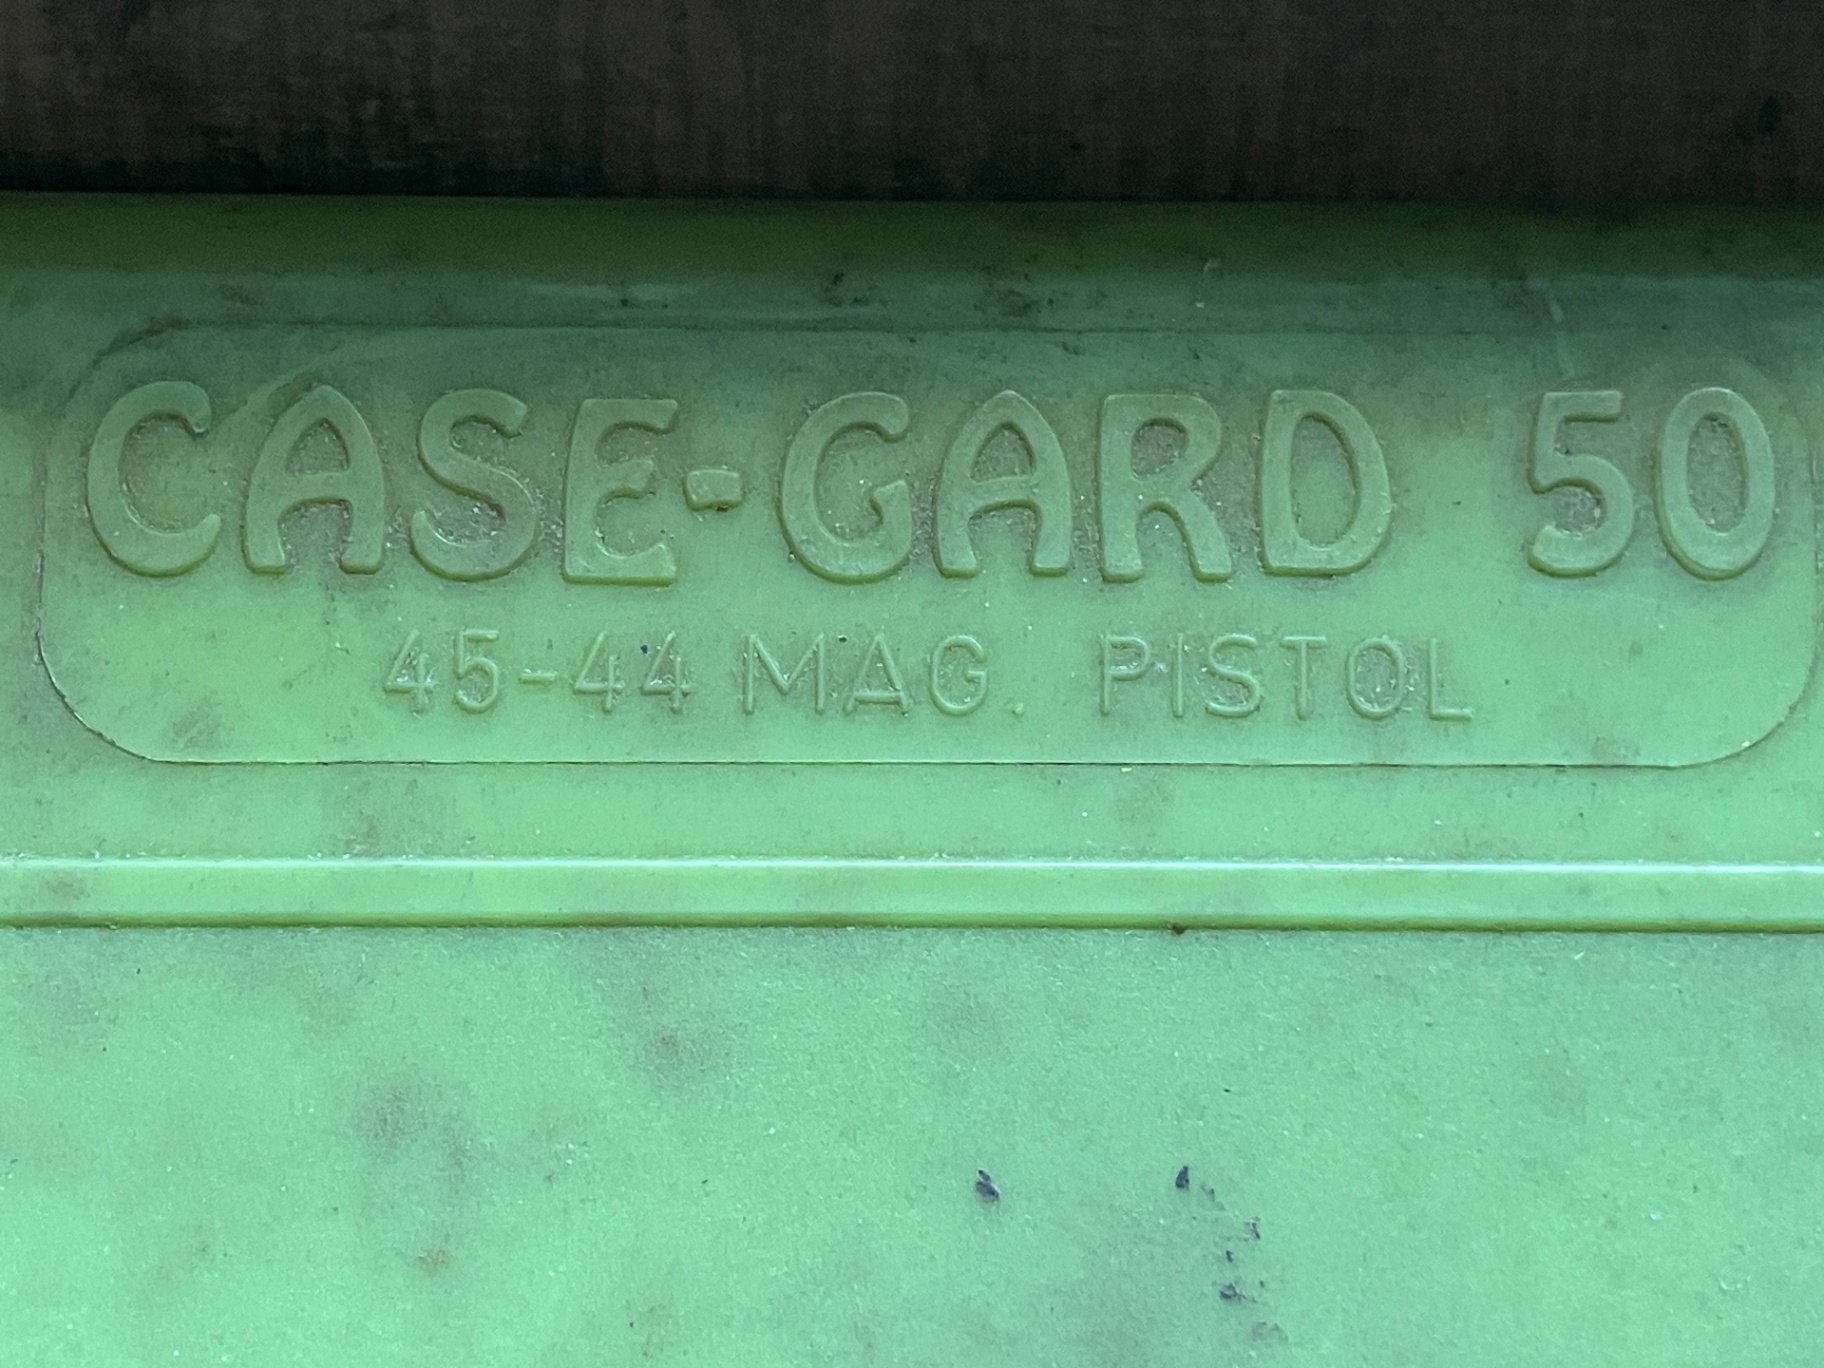 CASE-GARD 50
45-44 MAG. PISTOL